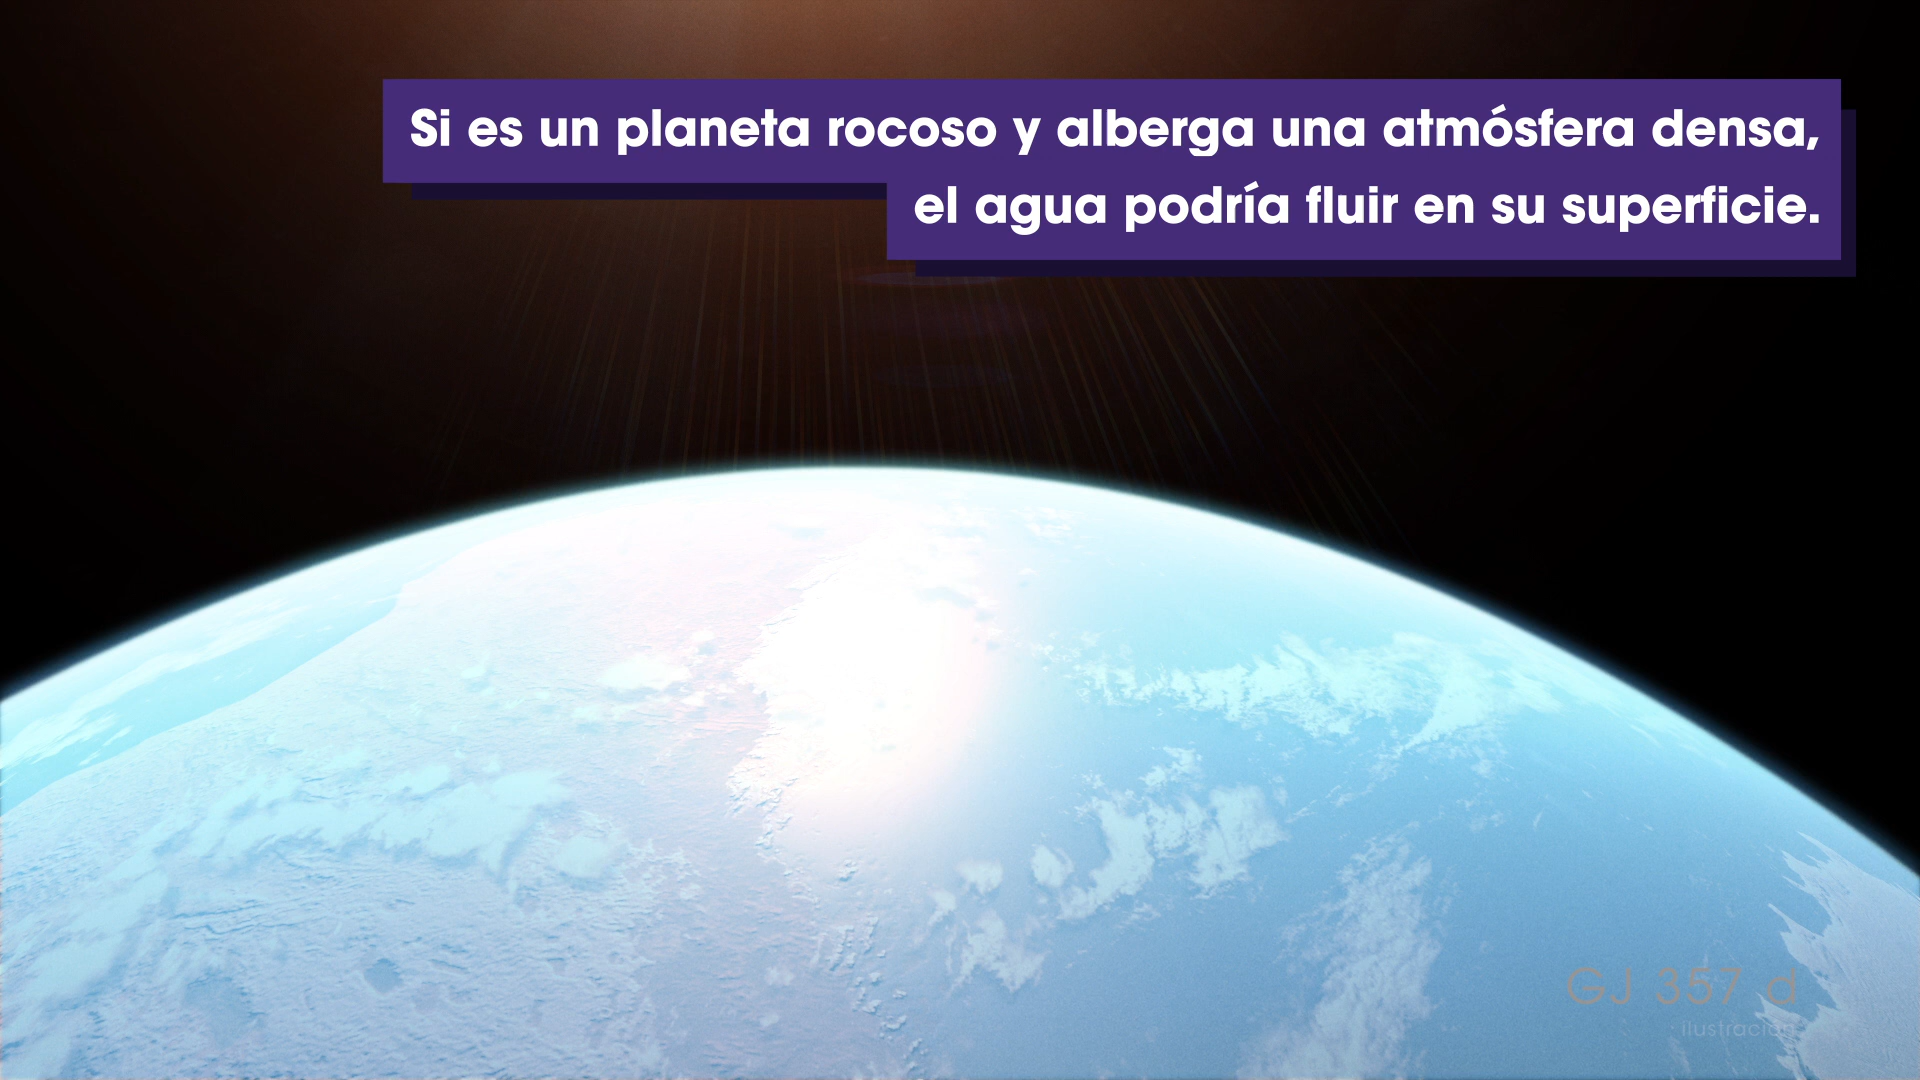 Si es un planeta rocoso y alberga una atmósfera densa,
el agua podría fluir en su superficie.
GJ 357 d
ilustración